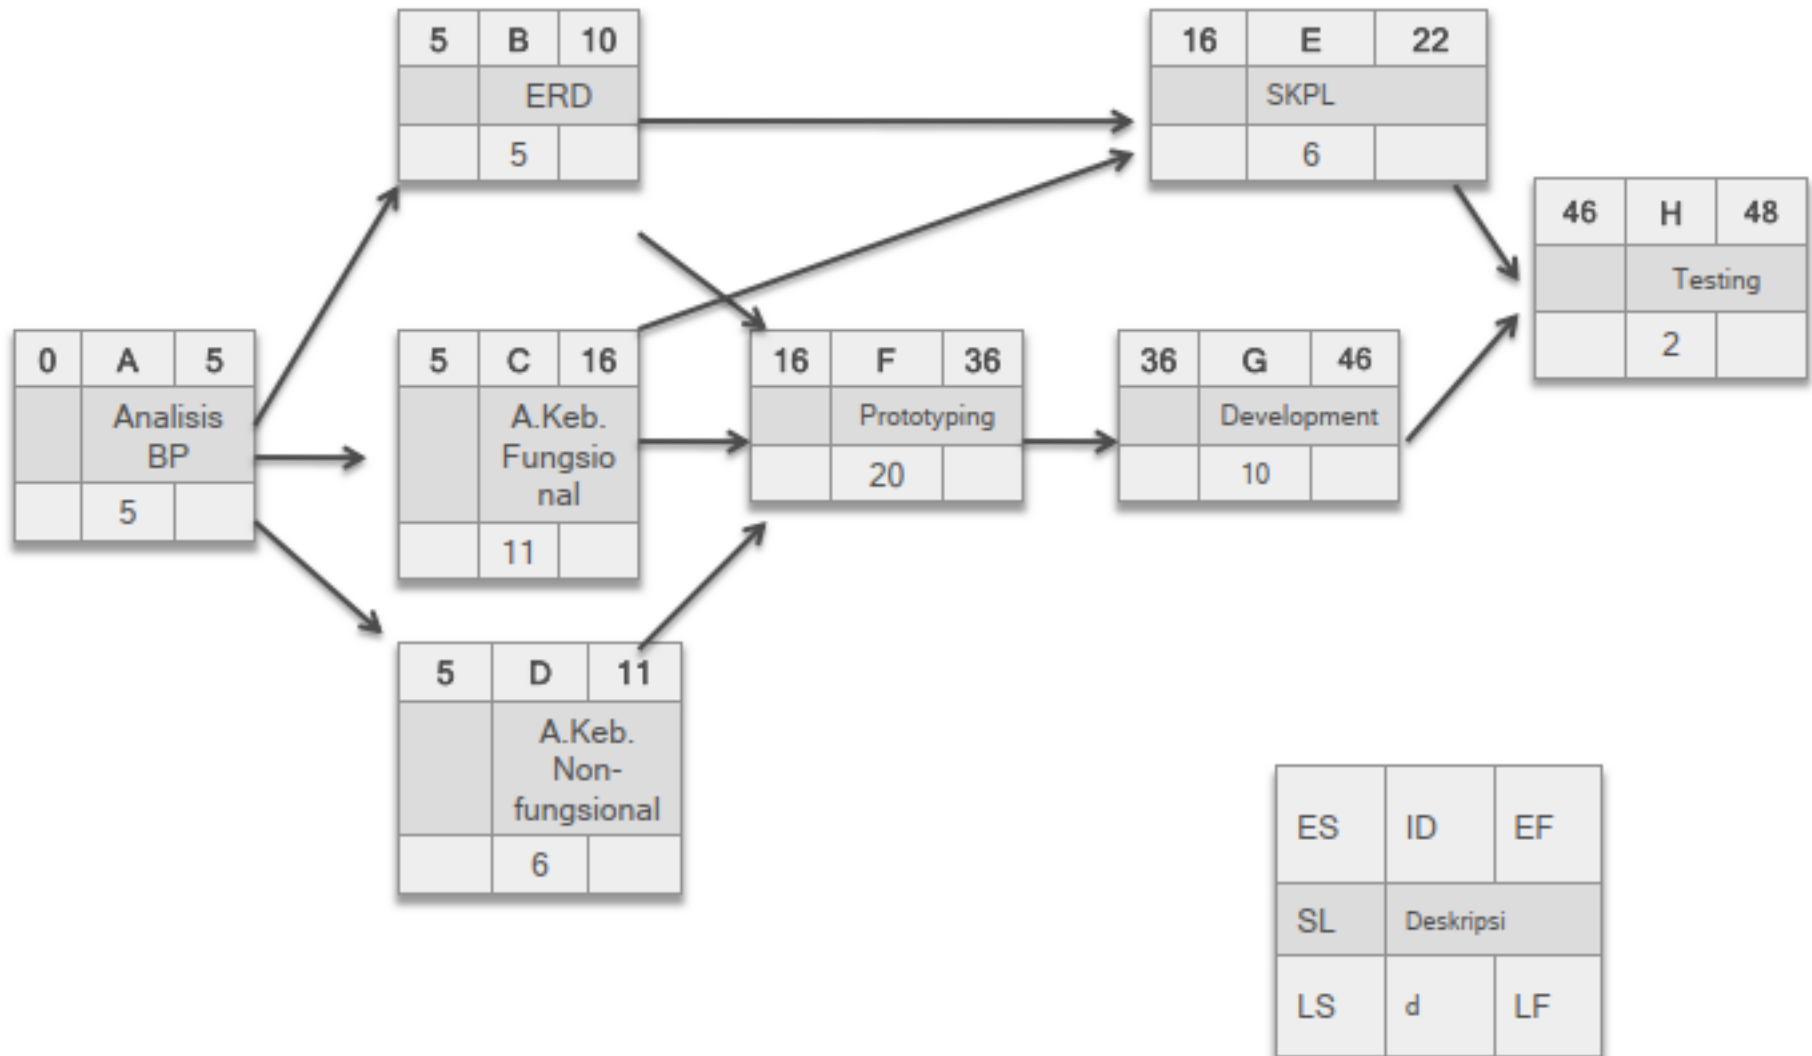 5 B 10
ERD
5
16 E 22
SKPL
6
46 H 48
Testing
2
0 A 5
Analisis
BP
5
5 C 16
A.Keb.
Fungsio
nal
11
16 F 36
Prototyping
20
36 G 46
Development
10
5 D 11
A.Keb.
Non-
fungsional
6
ES ID EF
SL Deskripsi
LS d LF